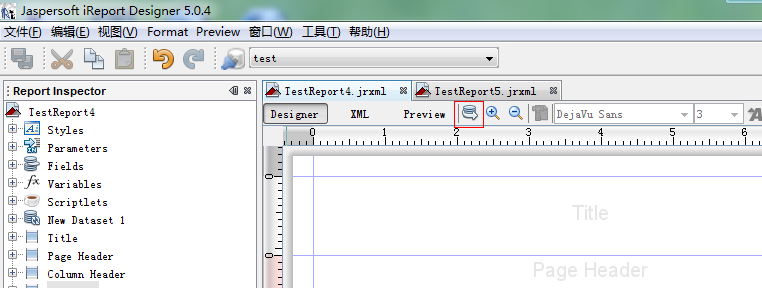 Jaspersoft iReport Designer 5.0.4
文件(F) 编辑(E) 视图(V) Format Preview 窗口(W) 工具(T) 帮助(H)
test
Report Inspector
TestReport4.jrxml TestReport5.jrxml
TestReport4
Designer XML Preview DejaVu Sans 3
Styles
Parameters
Fields
Variables
Scriptlets
New Dataset 1
Title
Page Header
Column Header
0 1 2 3 4 5 6
0
Title
0
Page Header